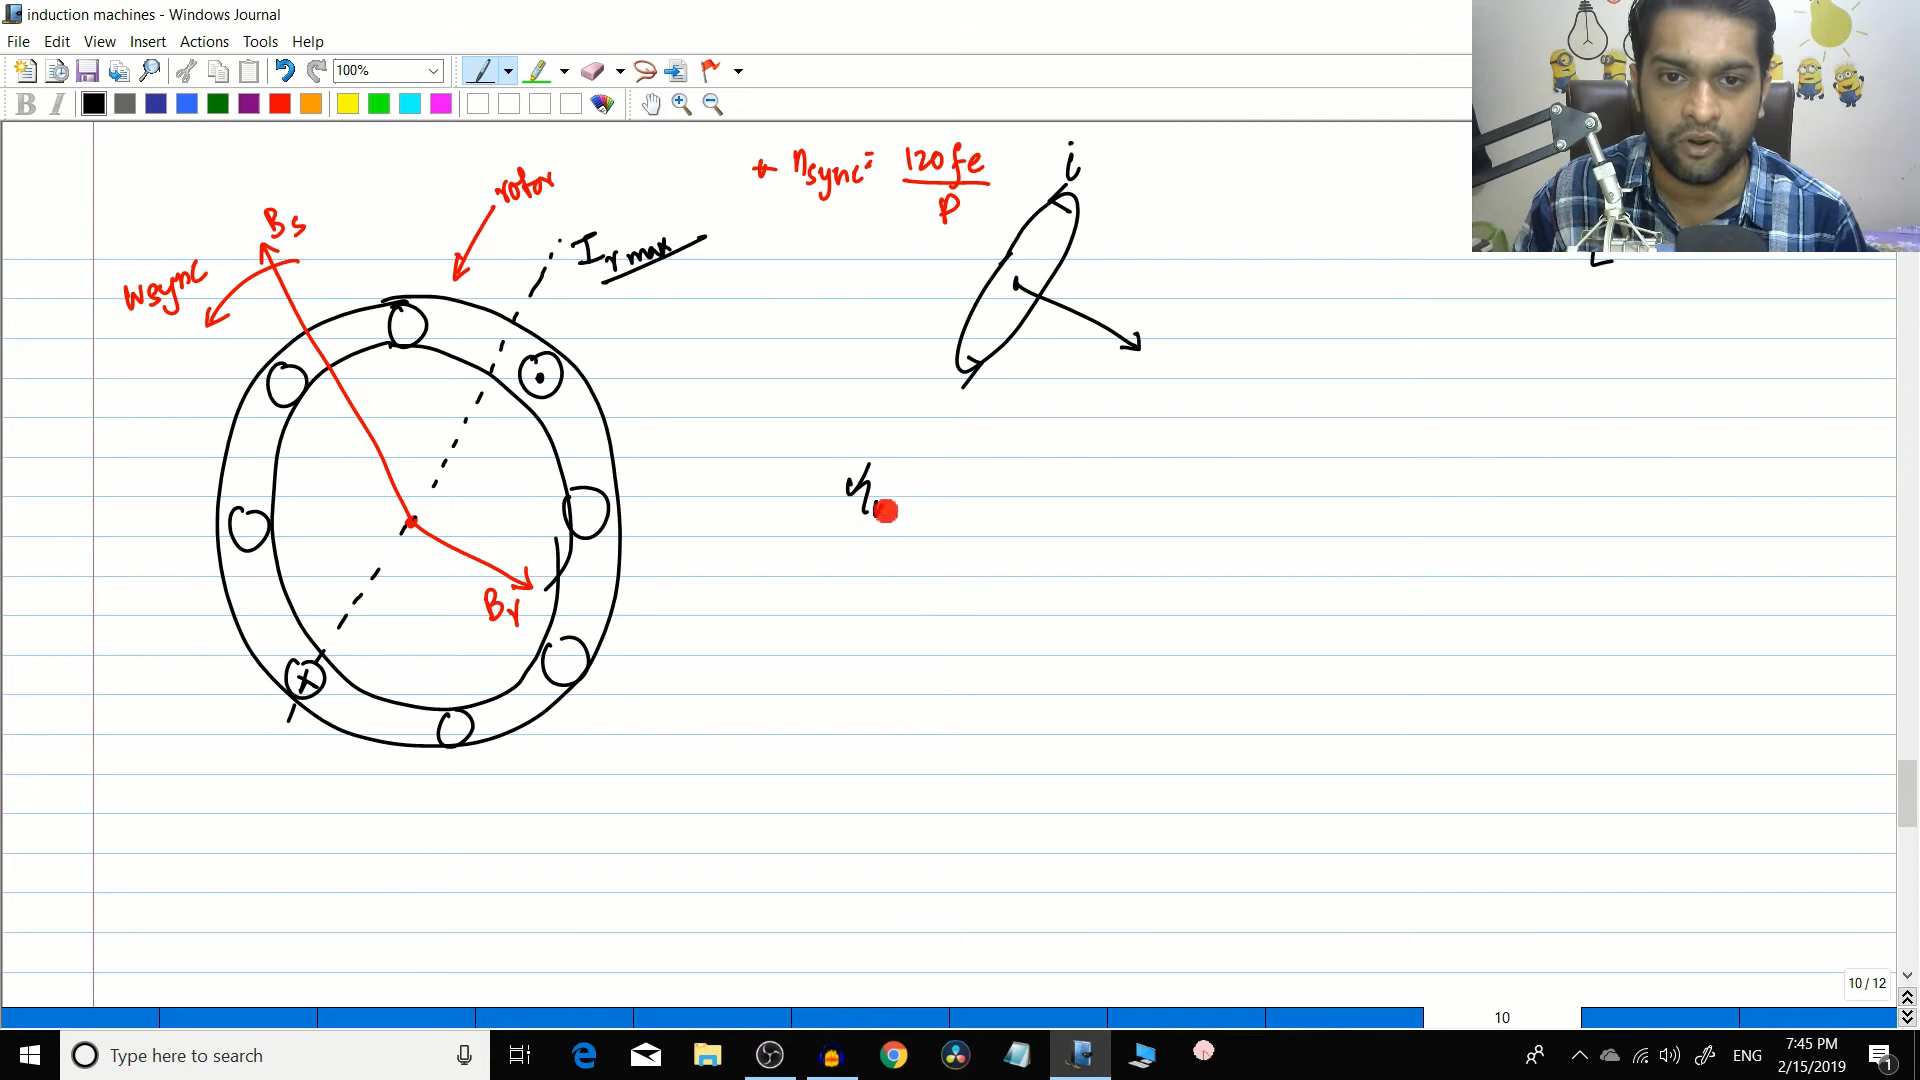 induction machines - Windows Journal
File Edit View Insert Actions Tools Help
100%
B I
* nsync = 120fe
P
i
rotor
Bs
Ir max
wsync
Br
10 / 12
10
Type here to search
ENG
7:45 PM
2/15/2019
1